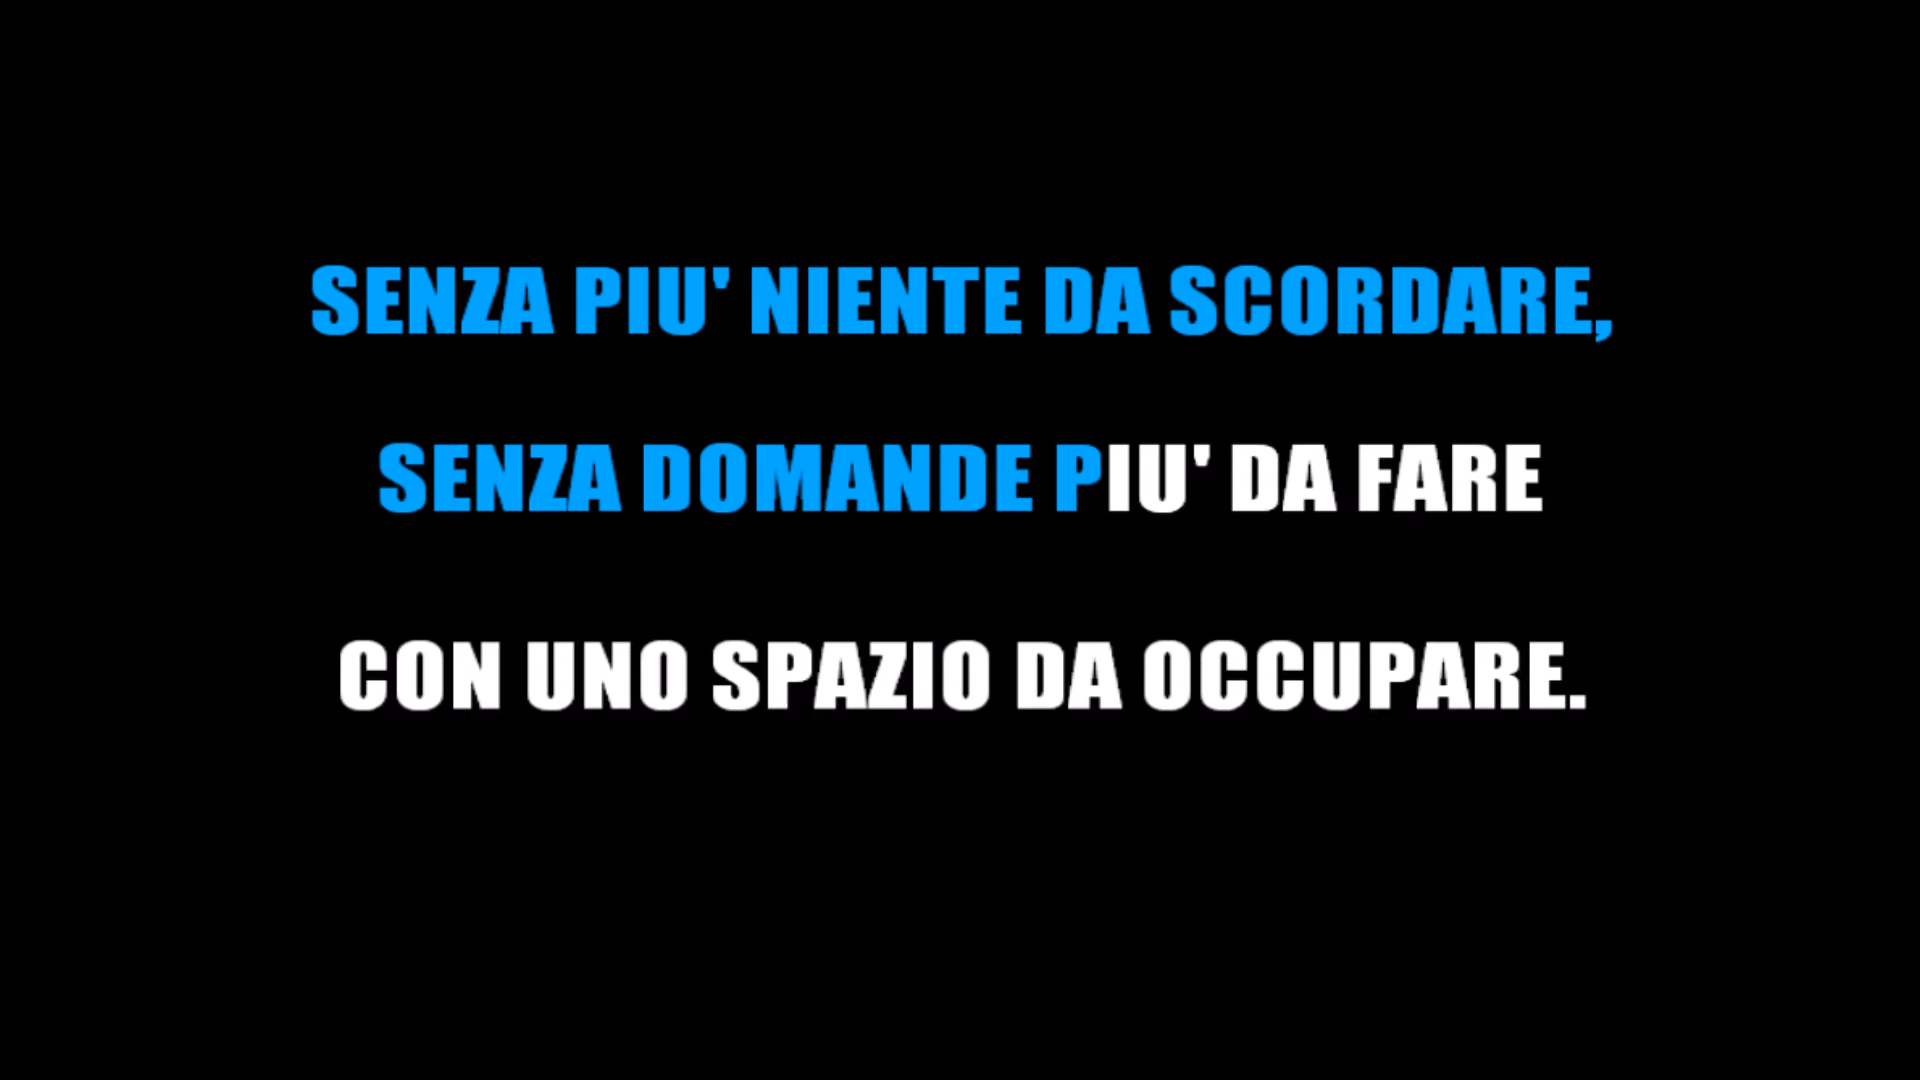 SENZA PIU' NIENTE DA SCORDARE,
SENZA DOMANDE PIU' DA FARE
CON UNO SPAZIO DA OCCUPARE.